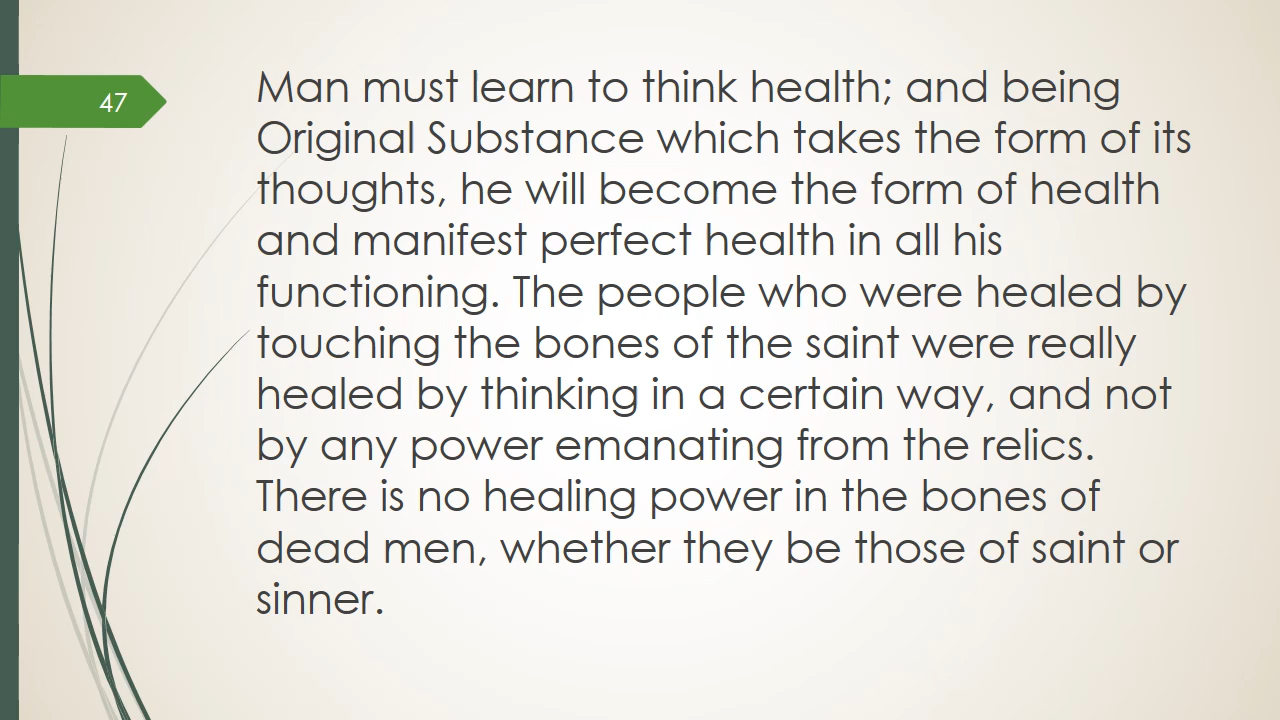 47
Man must learn to think health; and being
Original Substance which takes the form of its
thoughts, he will become the form of health
and manifest perfect health in all his
functioning. The people who were healed by
touching the bones of the saint were really
healed by thinking in a certain way, and not
by any power emanating from the relics.
There is no healing power in the bones of
dead men, whether they be those of saint or
sinner.